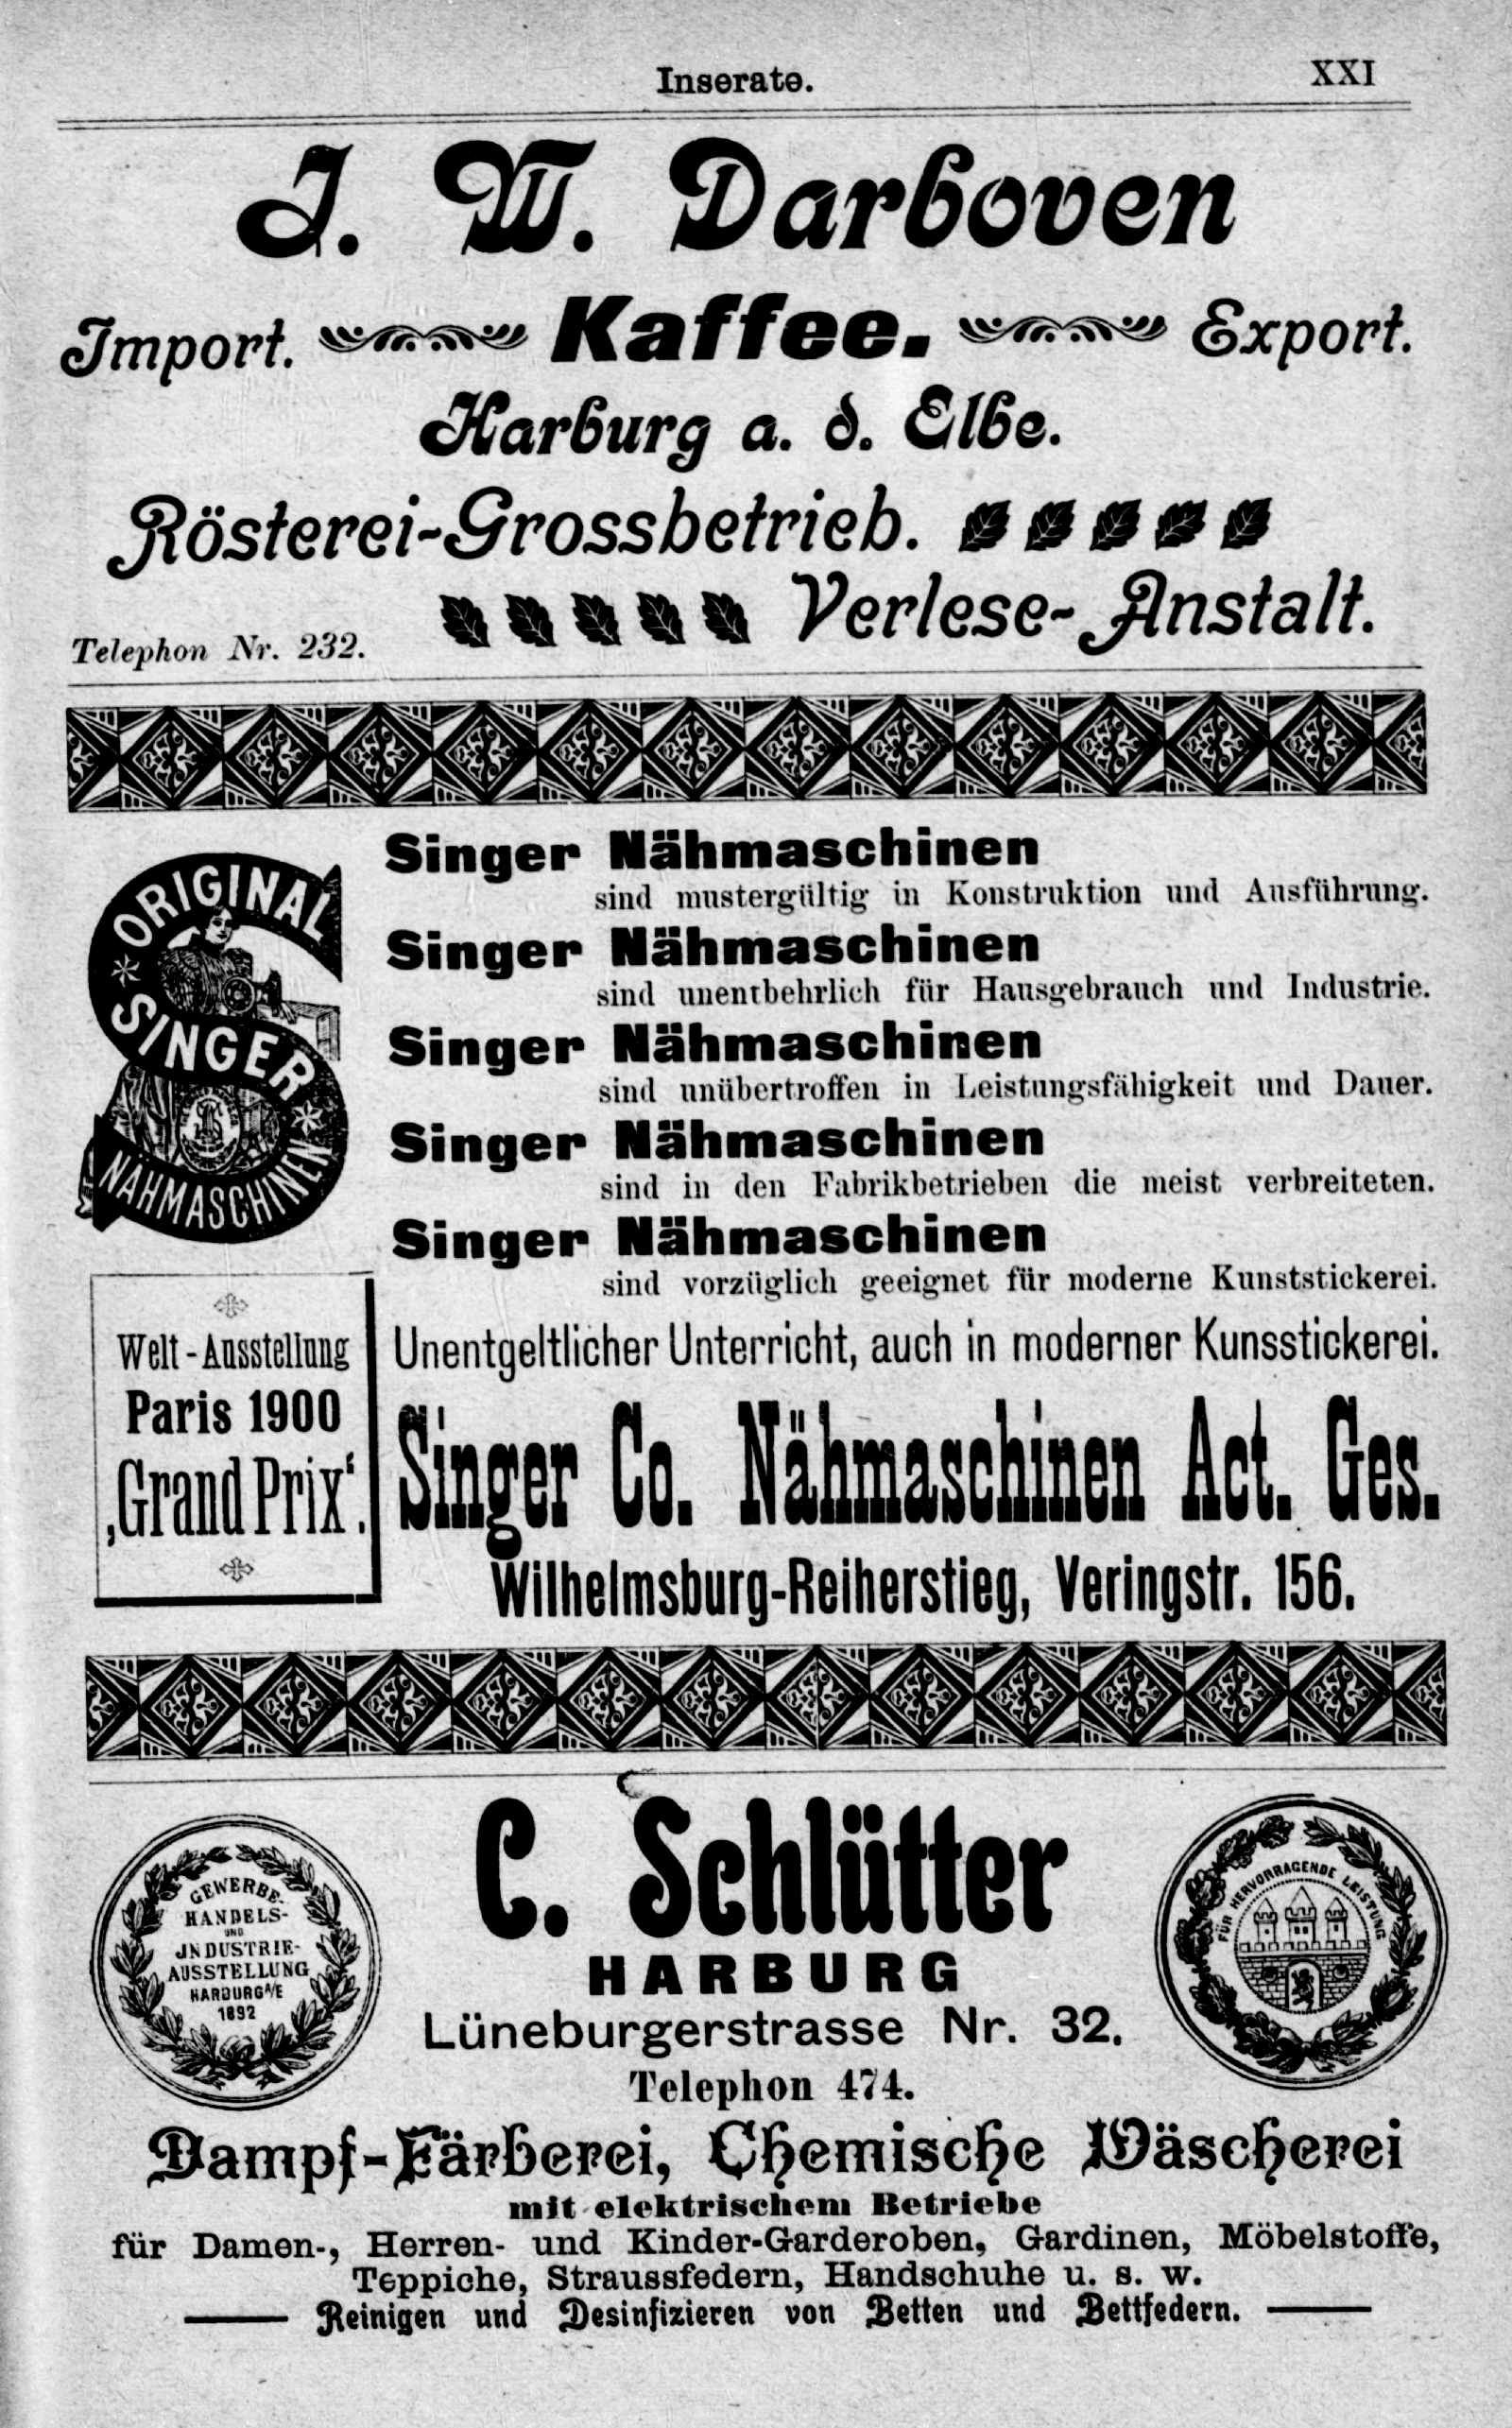 Inserate.
XXI
J. W. Darboven
Import. Kaffee. Export.
Harburg a. d. Elbe.
Rösterei-Grossbetrieb.
Verlese-Anstalt.
Telephon Nr. 232.
ORIGINAL
SINGER
NÄHMASCHINEN
Singer Nähmaschinen
sind mustergültig in Konstruktion und Ausführung.
Singer Nähmaschinen
sind unentbehrlich für Hausgebrauch und Industrie.
Singer Nähmaschinen
sind unübertroffen in Leistungsfähigkeit und Dauer.
Singer Nähmaschinen
sind in den Fabrikbetrieben die meist verbreiteten.
Singer Nähmaschinen
sind vorzüglich geeignet für moderne Kunststickerei.
Welt-Ausstellung
Paris 1900
‚Grand Prix‘.
Unentgeltlicher Unterricht, auch in moderner Kunsstickerei.
Singer Co. Nähmaschinen Act. Ges.
Wilhelmsburg-Reiherstieg, Veringstr. 156.
GEWERBE-
HANDELS-
UND
JNDUSTRIE-
AUSSTELLUNG
HARBURG A/E
1892
C. Schlütter
HARBURG
Lüneburgerstrasse Nr. 32.
Telephon 474.
FÜR HERVORRAGENDE LEISTUNG
Dampf-Färberei, Chemische Wäscherei
mit elektrischem Betriebe
für Damen-, Herren- und Kinder-Garderoben, Gardinen, Möbelstoffe,
Teppiche, Straussfedern, Handschuhe u. s. w.
Reinigen und Desinfizieren von Betten und Bettfedern.